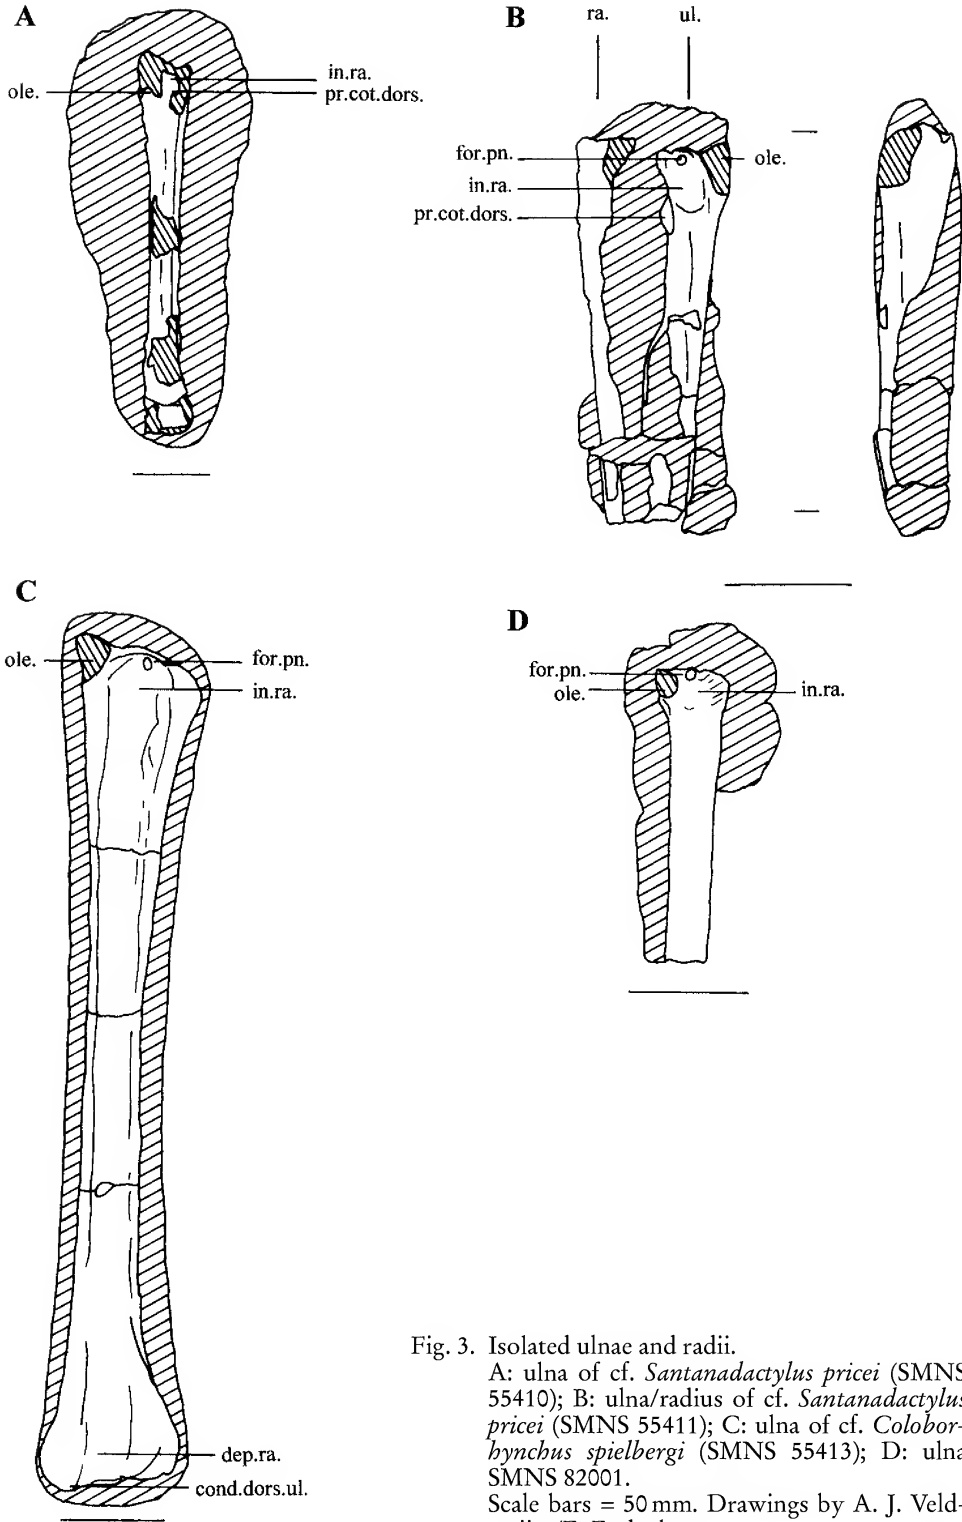 A
ole.
in.ra.
pr.cot.dors.
B
ra.
ul.
for.pn.
in.ra.
pr.cot.dors.
ole.
C
ole.
for.pn.
in.ra.
dep.ra.
cond.dors.ul.
D
for.pn.
ole.
in.ra.
Fig. 3. Isolated ulnae and radii.
A: ulna of cf. Santanadactylus pricei (SMNS
55410); B: ulna/radius of cf. Santanadactylus
pricei (SMNS 55411); C: ulna of cf. Colobor-
hynchus spielbergi (SMNS 55413); D: ulna
SMNS 82001.
Scale bars = 50 mm. Drawings by A. J. Veld-